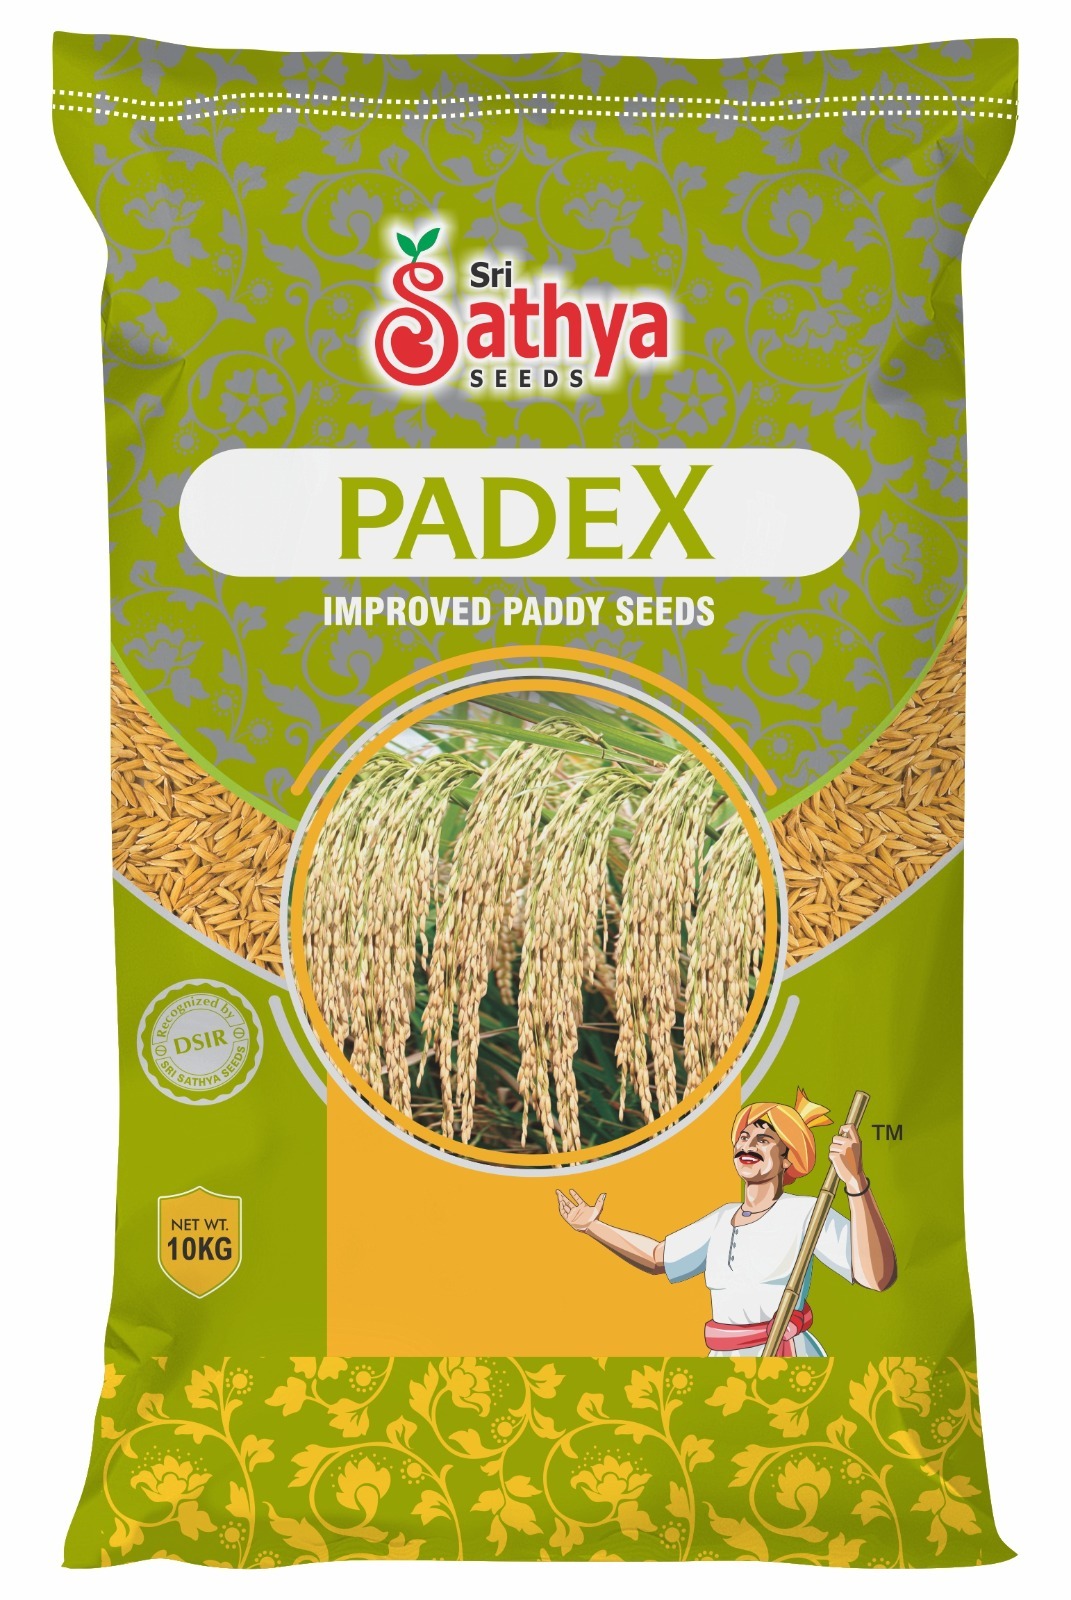 Sri
Sathya
SEEDS
PADEX
IMPROVED PADDY SEEDS
Recognized by
DSIR
SRI SATHYA SEEDS
TM
NET WT.
10KG